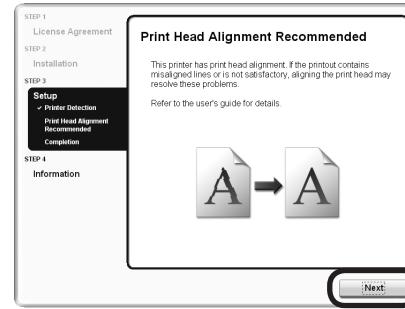 STEP 1
License Agreement
STEP 2
Installation
STEP 3
Setup
✓ Printer Detection
Print Head Alignment
Recommended
Completion
STEP 4
Information
Print Head Alignment Recommended
This printer has print head alignment. If the printout contains
misaligned lines or is not satisfactory, aligning the print head may
resolve these problems.
Refer to the user's guide for details.
A
A
Next